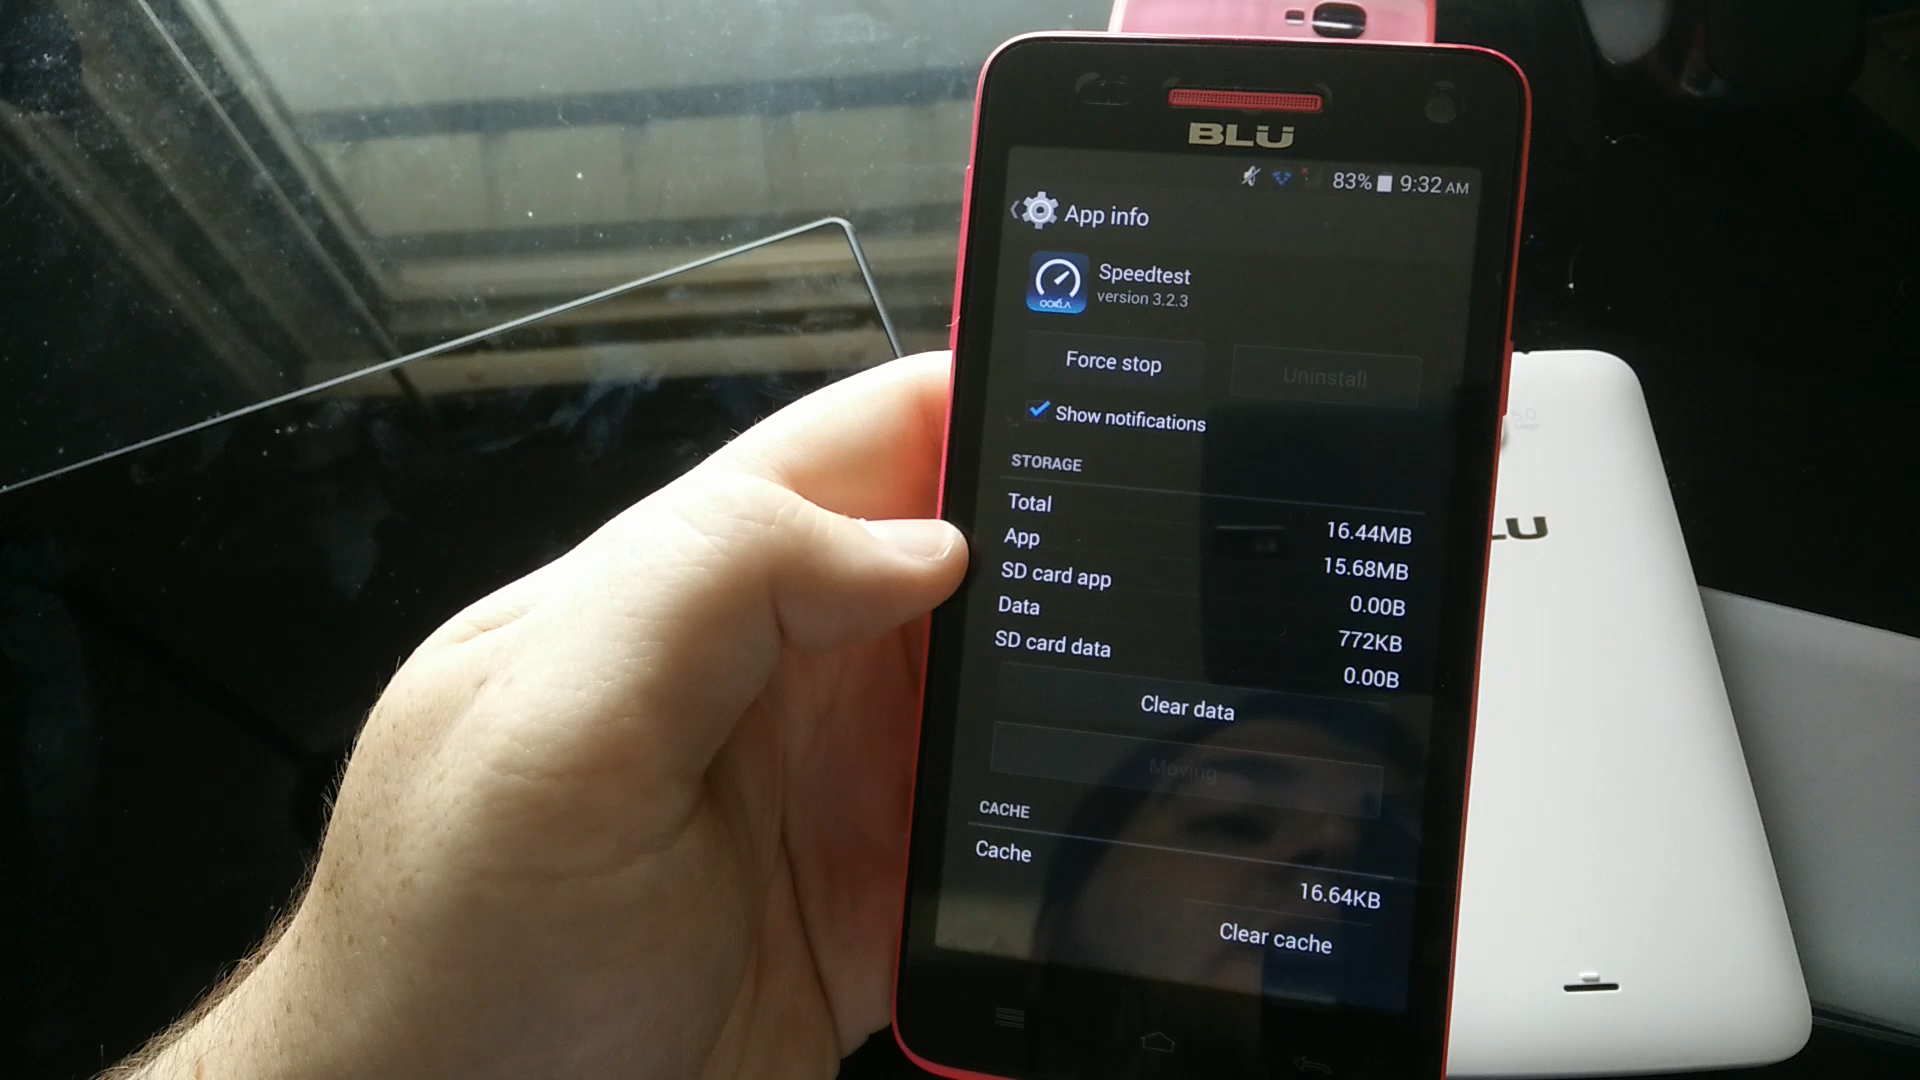 BLU
83% 9:32 AM
App info
Speedtest
OOKLA
version 3.2.3
Force stop
Uninstall
Show notifications
STORAGE
Total 16.44MB
App 15.68MB
SD card app 0.00B
Data 772KB
SD card data 0.00B
Clear data
Moving
CACHE
Cache 16.64KB
Clear cache
LU